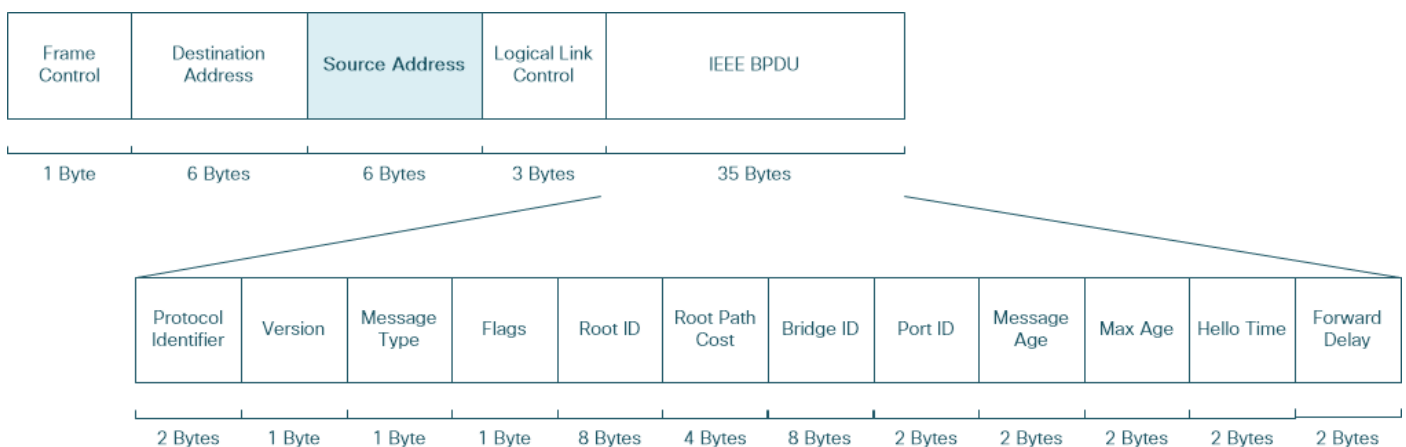 Frame
Control
Destination
Address
Source Address
Logical Link
Control
IEEE BPDU
1 Byte
6 Bytes
6 Bytes
3 Bytes
35 Bytes
Protocol
Identifier
Version
Message
Type
Flags
Root ID
Root Path
Cost
Bridge ID
Port ID
Message
Age
Max Age
Hello Time
Forward
Delay
2 Bytes
1 Byte
1 Byte
1 Byte
8 Bytes
4 Bytes
8 Bytes
2 Bytes
2 Bytes
2 Bytes
2 Bytes
2 Bytes